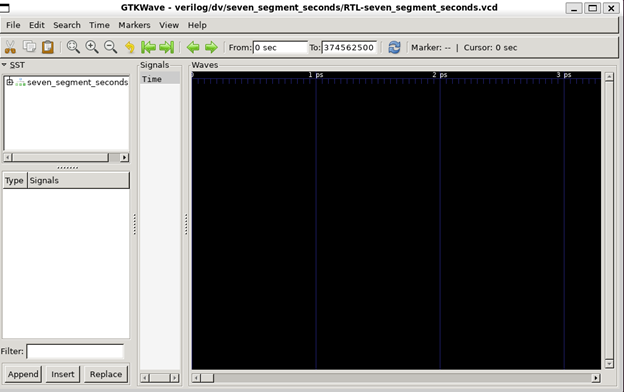 GTKWave - verilog/dv/seven_segment_seconds/RTL-seven_segment_seconds.vcd
File Edit Search Time Markers View Help
From: 0 sec To: 374562500 Marker: -- | Cursor: 0 sec
SST
seven_segment_seconds
Type Signals
Filter:
Append Insert Replace
Signals
Time
Waves
1 ps 2 ps 3 ps